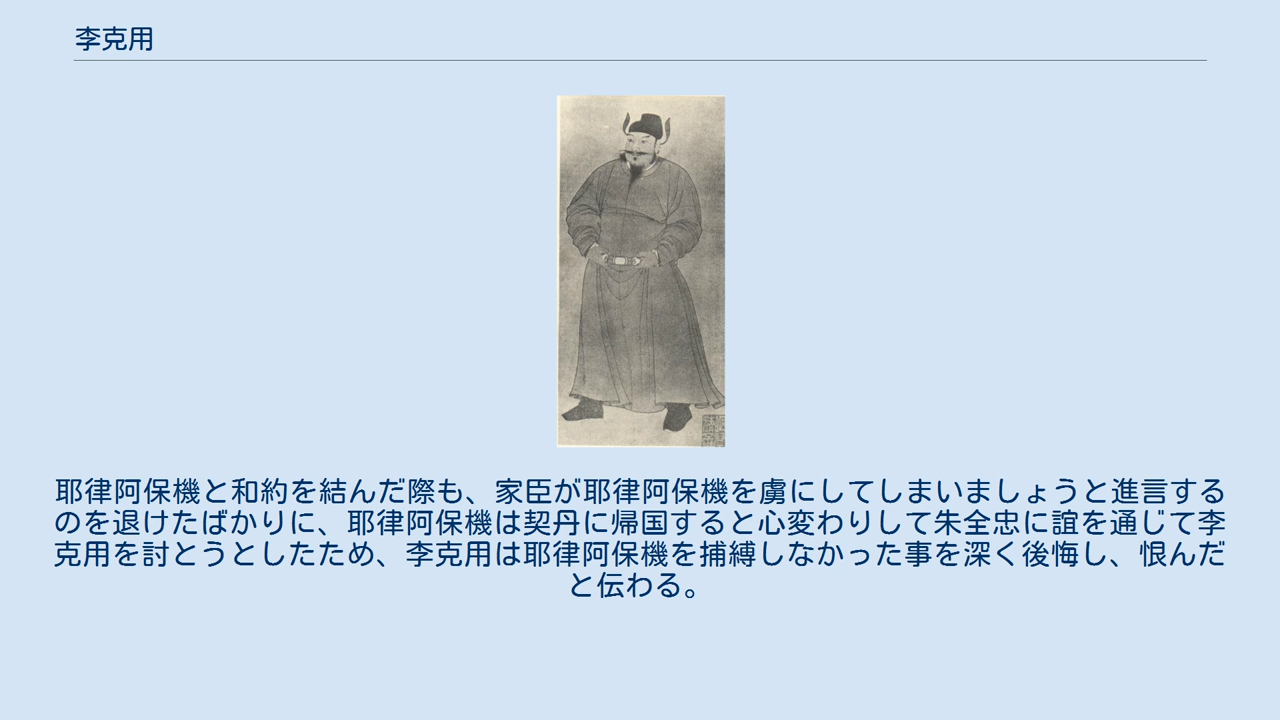 李克用
耶律阿保機と和約を結んだ際も、家臣が耶律阿保機を虜にしてしまいましょうと進言する
のを退けたばかりに、耶律阿保機は契丹に帰国すると心変わりして朱全忠に誼を通じて李
克用を討とうとしたため、李克用は耶律阿保機を捕縛しなかった事を深く後悔し、恨んだ
と伝わる。